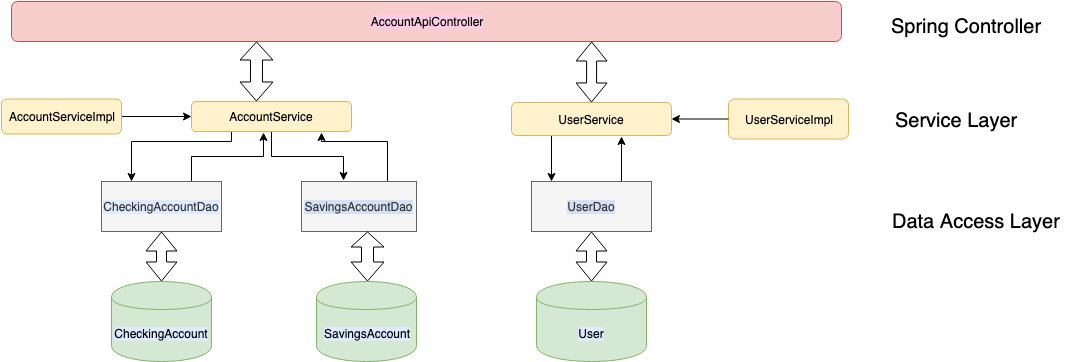 AccountApiController
Spring Controller
AccountServiceImpl
AccountService
UserService
UserServiceImpl
Service Layer
CheckingAccountDao
SavingsAccountDao
UserDao
Data Access Layer
CheckingAccount
SavingsAccount
User